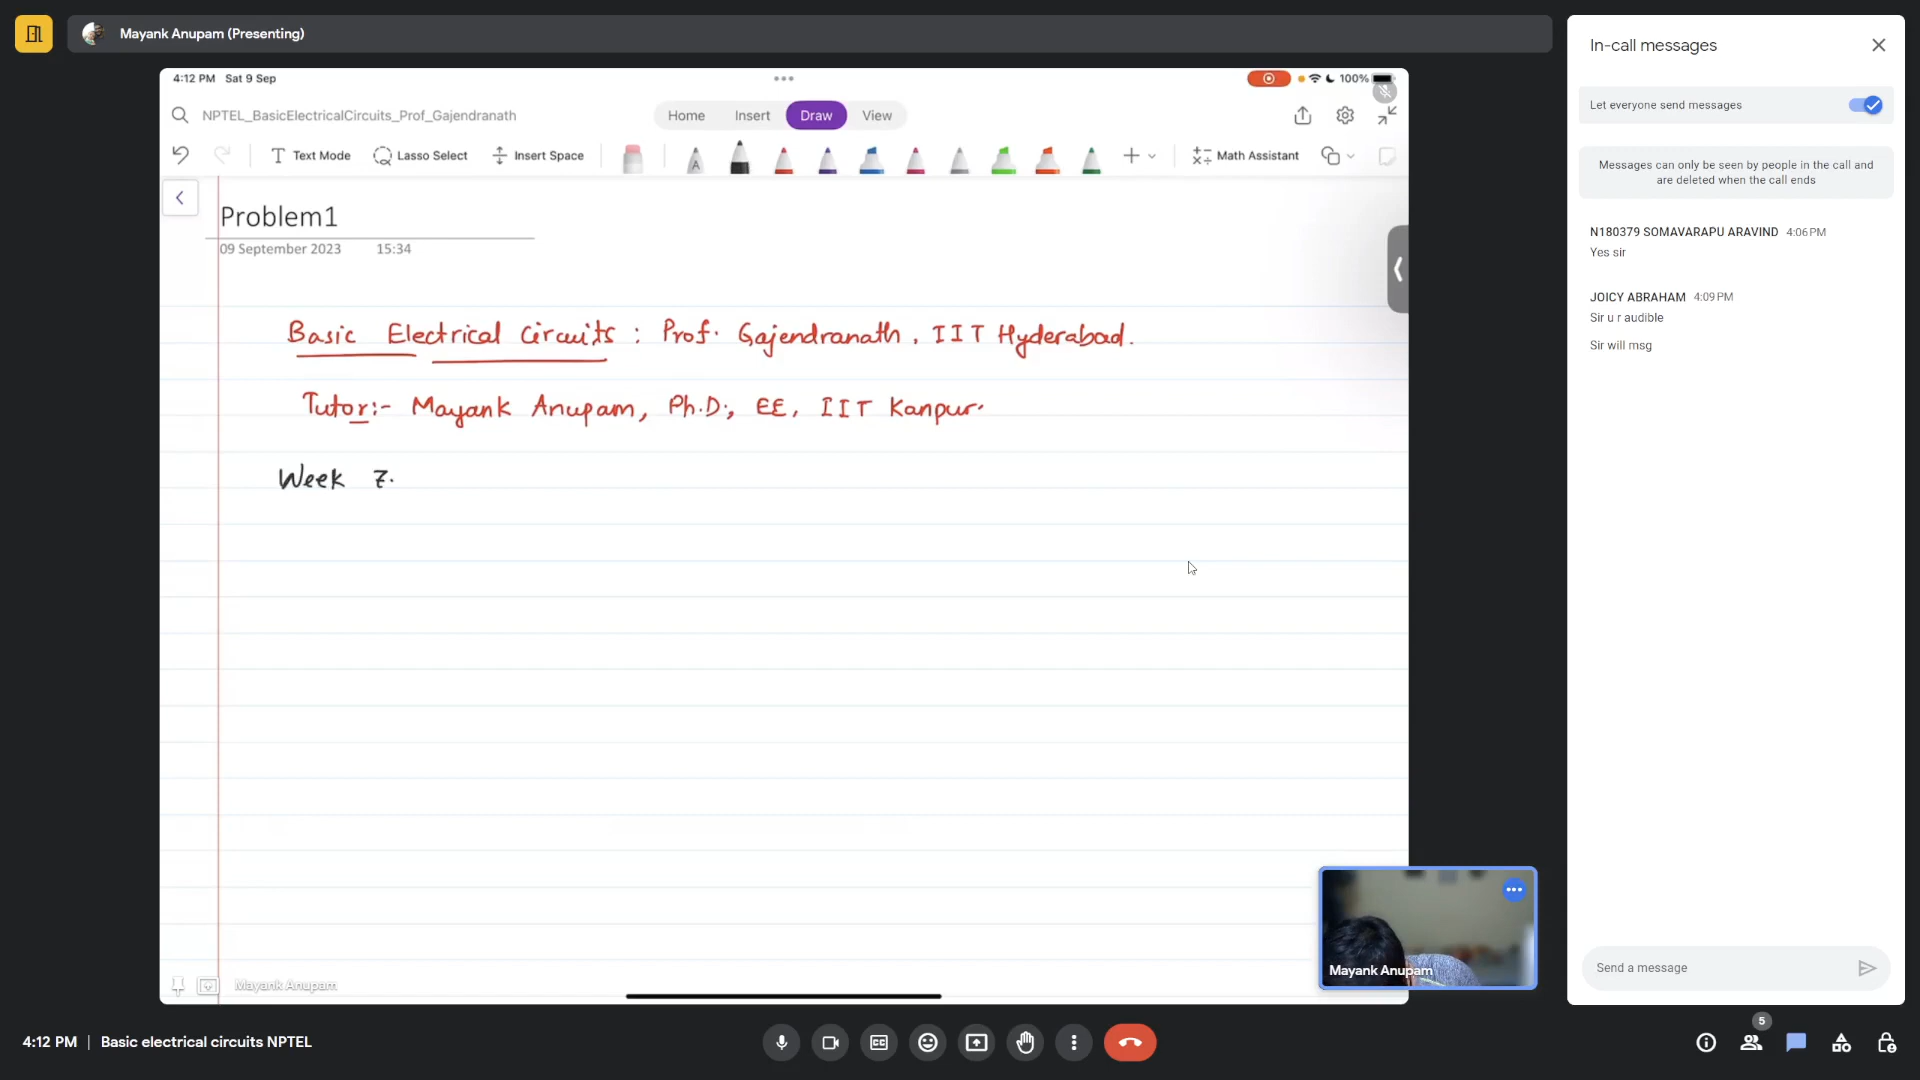 Mayank Anupam (Presenting)
4:12 PM Sat 9 Sep
100%
NPTEL_BasicElectricalCircuits_Prof_Gajendranath
Home Insert Draw View
Text Mode Lasso Select Insert Space A Math Assistant
Problem1
09 September 2023 15:34
Basic Electrical Circuits : Prof. Gajendranath, IIT Hyderabad.
Tutor:- Mayank Anupam, Ph.D., EE, IIT Kanpur.
Week 7.
Mayank Anupam
Mayank Anupam
4:12 PM | Basic electrical circuits NPTEL
CC
In-call messages
Let everyone send messages
Messages can only be seen by people in the call and
are deleted when the call ends
N180379 SOMAVARAPU ARAVIND 4:06 PM
Yes sir
JOICY ABRAHAM 4:09 PM
Sir u r audible
Sir will msg
Send a message
5